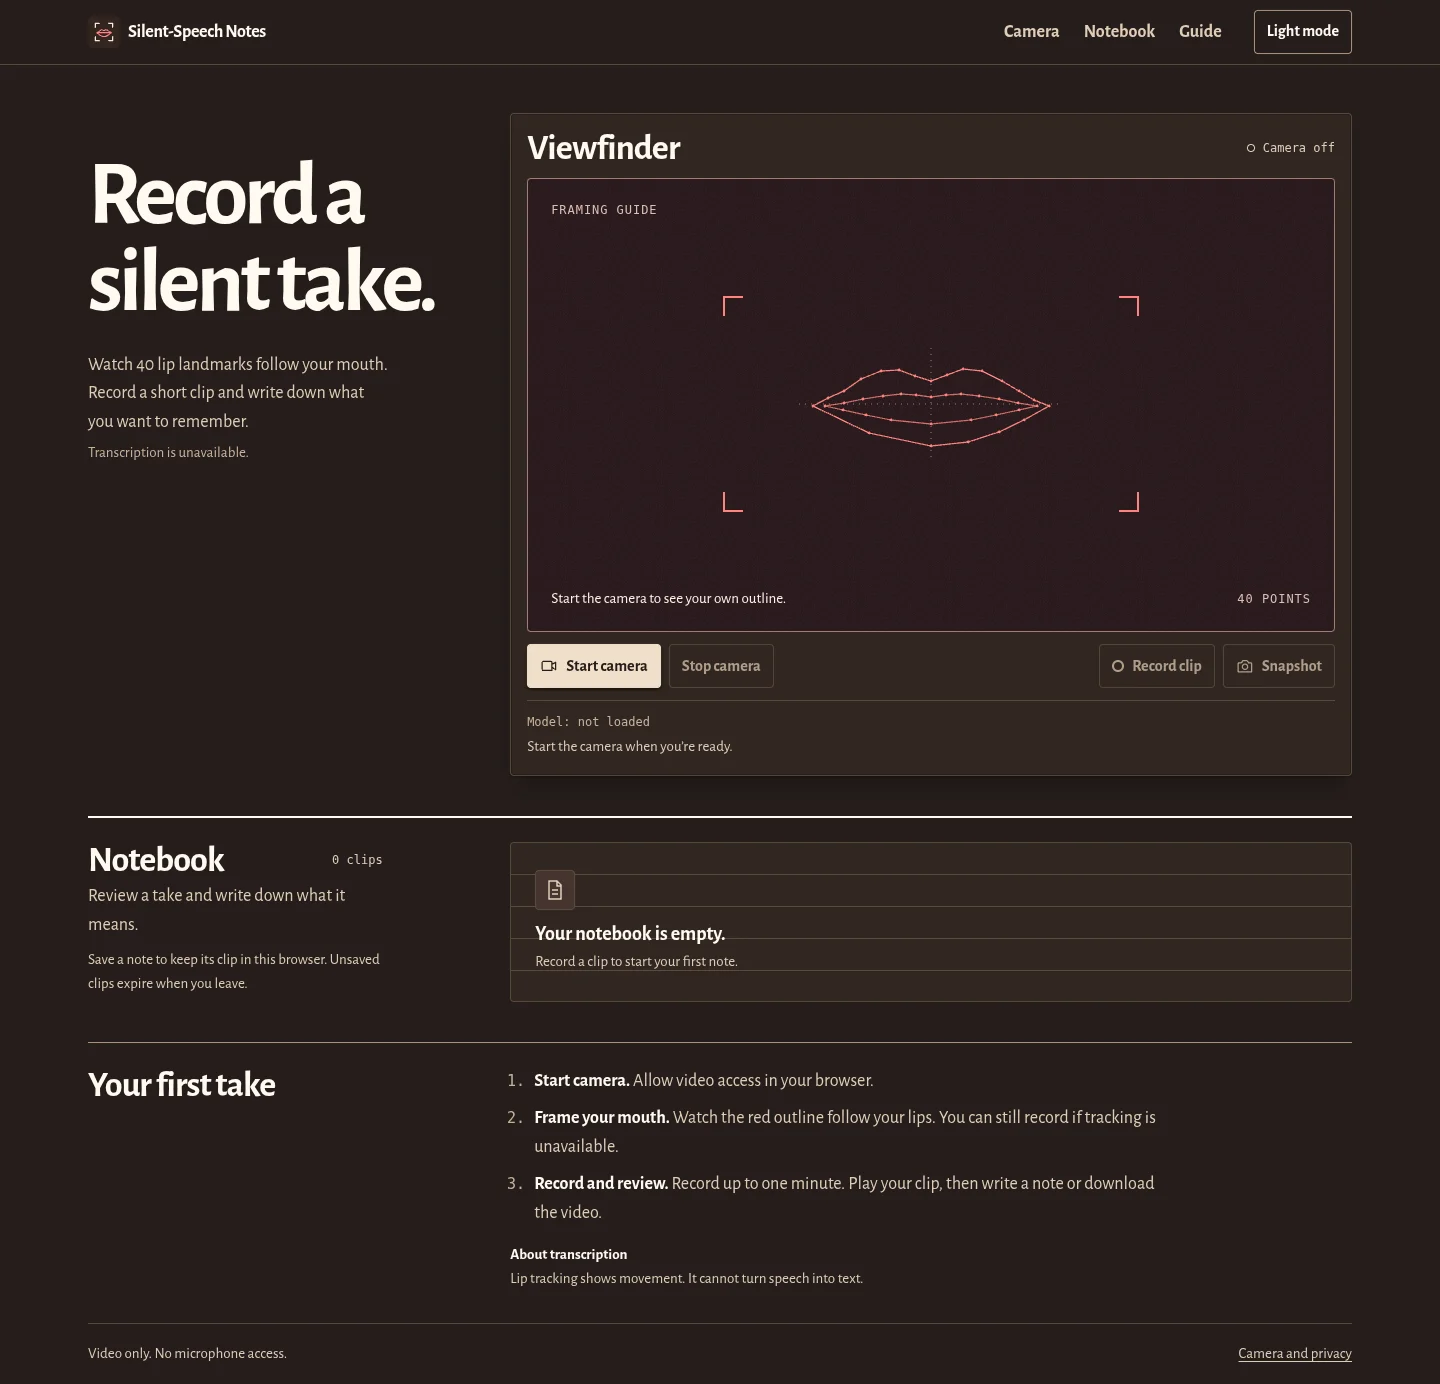 Silent-Speech Notes
Camera
Notebook
Guide
Light mode
Record a
silent take.
Watch 40 lip landmarks follow your mouth.
Record a short clip and write down what
you want to remember.
Transcription is unavailable.
Viewfinder
Camera off
FRAMING GUIDE
Start the camera to see your own outline.
40 POINTS
Start camera
Stop camera
Record clip
Snapshot
Model: not loaded
Start the camera when you're ready.
Notebook
0 clips
Review a take and write down what it
means.
Save a note to keep its clip in this browser. Unsaved
clips expire when you leave.
Your notebook is empty.
Record a clip to start your first note.
Your first take
1. Start camera. Allow video access in your browser.
2. Frame your mouth. Watch the red outline follow your lips. You can still record if tracking is
unavailable.
3. Record and review. Record up to one minute. Play your clip, then write a note or download
the video.
About transcription
Lip tracking shows movement. It cannot turn speech into text.
Video only. No microphone access.
Camera and privacy